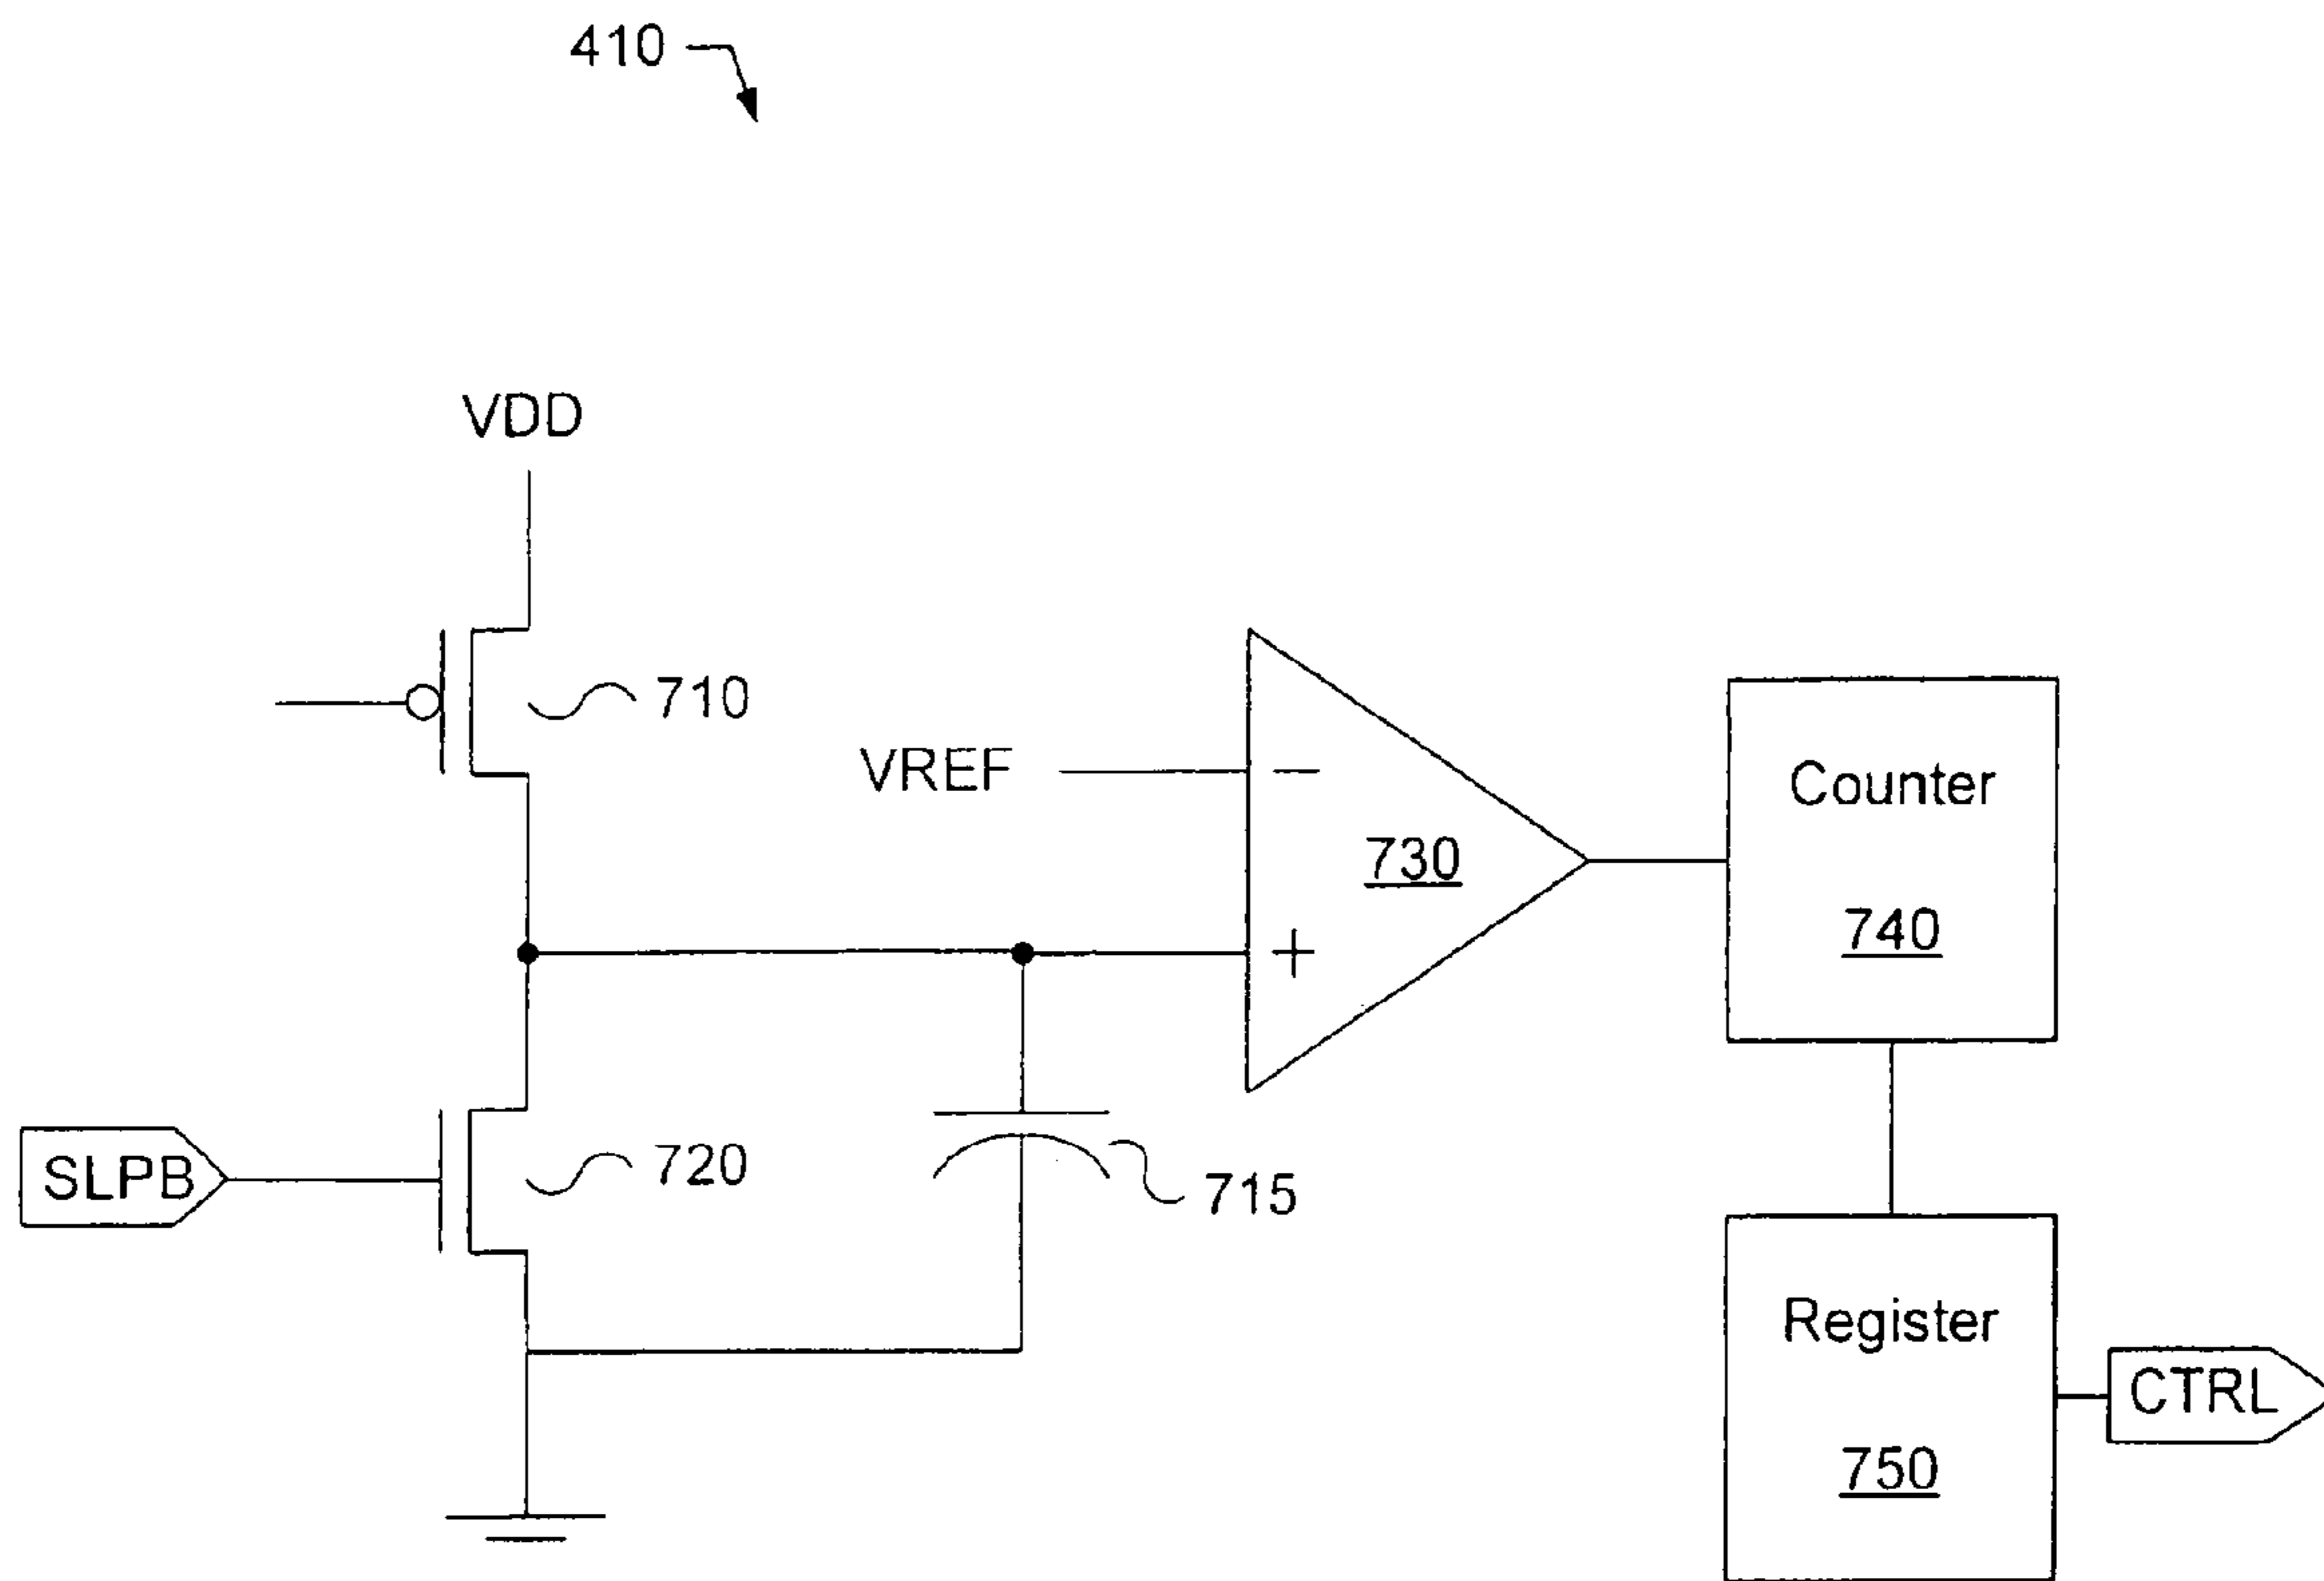 410
VDD
710
VREF
−
730
+
Counter
740
SLPB
720
715
Register
750
CTRL